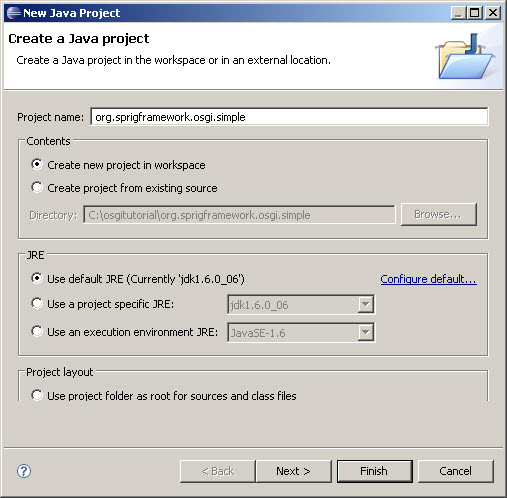 New Java Project
Create a Java project
Create a Java project in the workspace or in an external location.
Project name: org.sprigframework.osgi.simple
Contents
Create new project in workspace
Create project from existing source
Directory: C:\osgitutorial\org.sprigframework.osgi.simple Browse...
JRE
Use default JRE (Currently 'jdk1.6.0_06') Configure default...
Use a project specific JRE: jdk1.6.0_06
Use an execution environment JRE: JavaSE-1.6
Project layout
Use project folder as root for sources and class files
? < Back Next > Finish Cancel